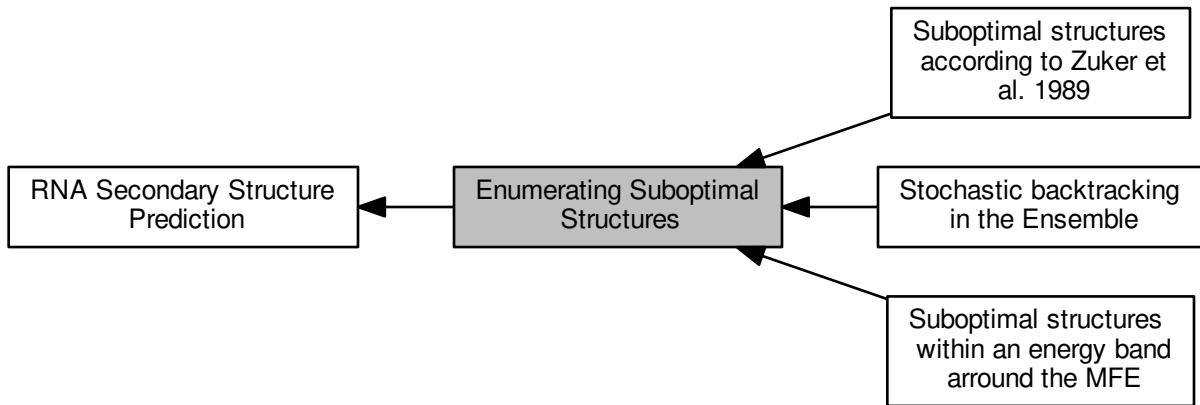 Suboptimal structures
according to Zuker et
al. 1989
RNA Secondary Structure
Prediction
Enumerating Suboptimal
Structures
Stochastic backtracking
in the Ensemble
Suboptimal structures
within an energy band
arround the MFE